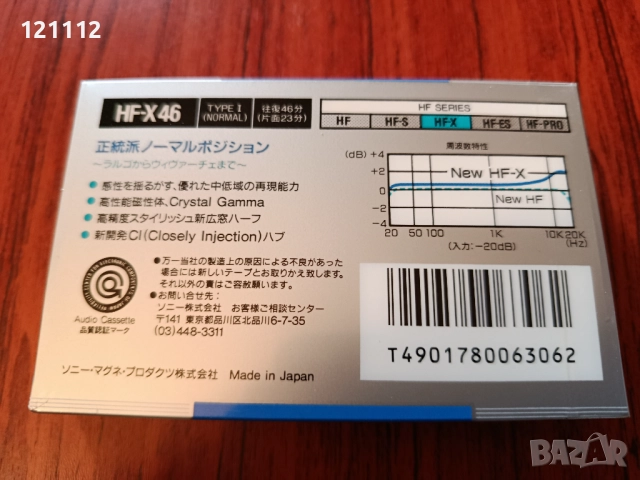 121112
HF-X46
TYPE I
(NORMAL)
往復46分
(片面23分)
HF SERIES
HF HF-S HF-X HF-ES HF-PRO
正統派ノーマルポジション
～ラルゴからヴィヴァーチェまで～
● 感性を揺るがす、優れた中低域の再現能力
● 高性能磁性体、Crystal Gamma
● 高精度スタイリッシュ新広窓ハーフ
● 新開発CI(Closely Injection)ハブ
周波数特性
(dB) +4
+2
0
−2
−4
New HF-X
New HF
20 50 100 1K 10K 20K
(入力：−20dB) (Hz)
● 万一当社の製造上の原因による不良があった
場合には新しいテープとお取りかえ致します。
それ以外の責はご容赦願います。
● お問い合せ先：
ソニー株式会社 お客様ご相談センター
〒141 東京都品川区北品川6-7-35
(03)448-3311
Audio Cassette
品質認証マーク
ソニー・マグネ・プロダクツ株式会社 Made in Japan
T4901780063062
BAZAR